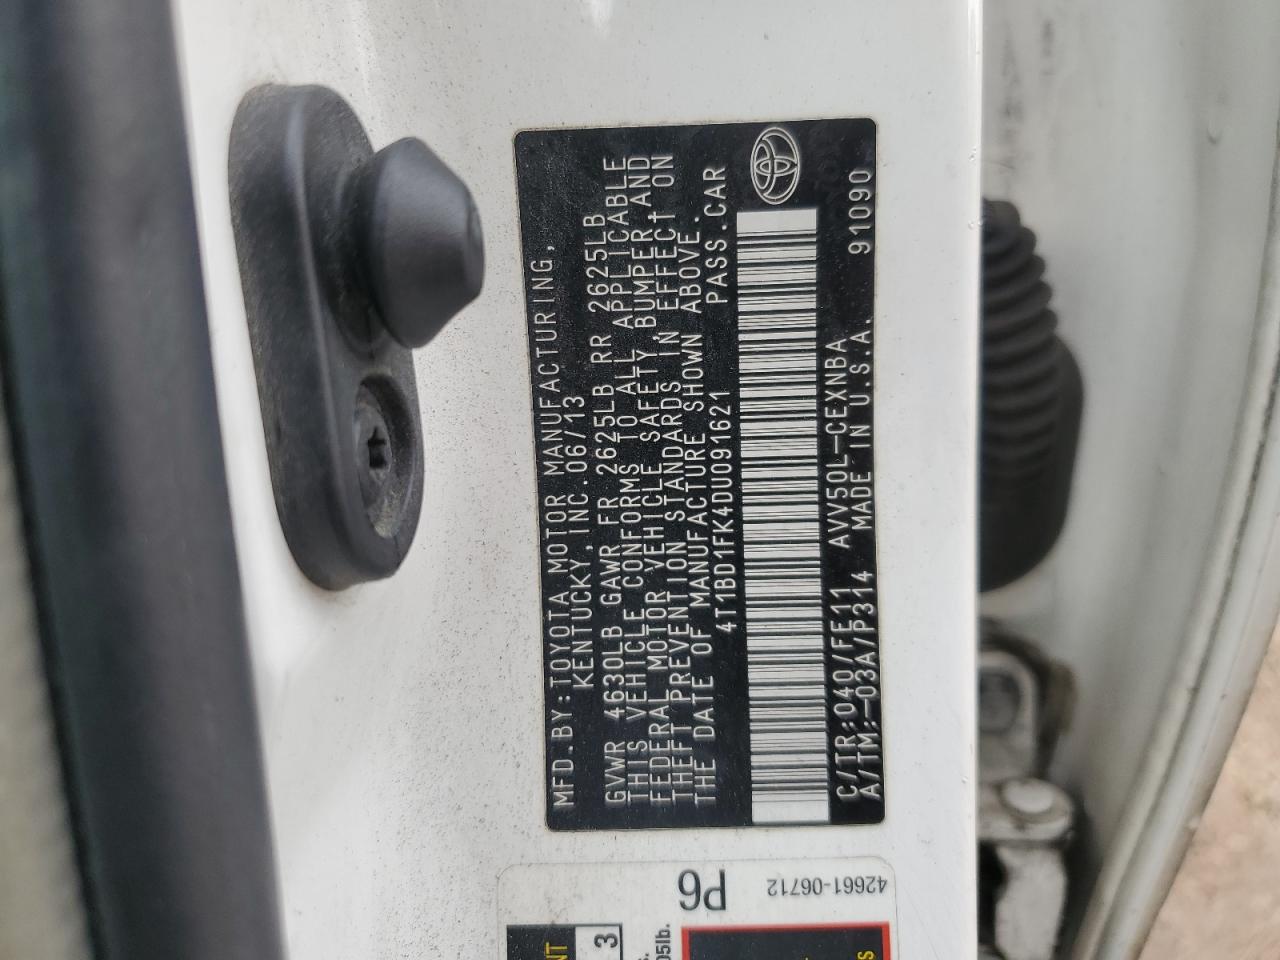 MFD.BY:TOYOTA MOTOR MANUFACTURING,
KENTUCKY, INC. 06/13
GVWR 4630LB GAWR FR 2625LB RR 2625LB
THIS VEHICLE CONFORMS TO ALL APPLICABLE
FEDERAL MOTOR VEHICLE SAFETY, BUMPER, AND
THEFT PREVENTION STANDARDS IN EFFECT ON
THE DATE OF MANUFACTURE SHOWN ABOVE.
4T1BD1FK4DU091621 PASS.CAR
C/TR:040/FE11 AVV50L-CEXNBA 91090
A/TM:-03A/P314 MADE IN U.S.A.
P6
42661-06712
NT
3
05lb.
s.
S